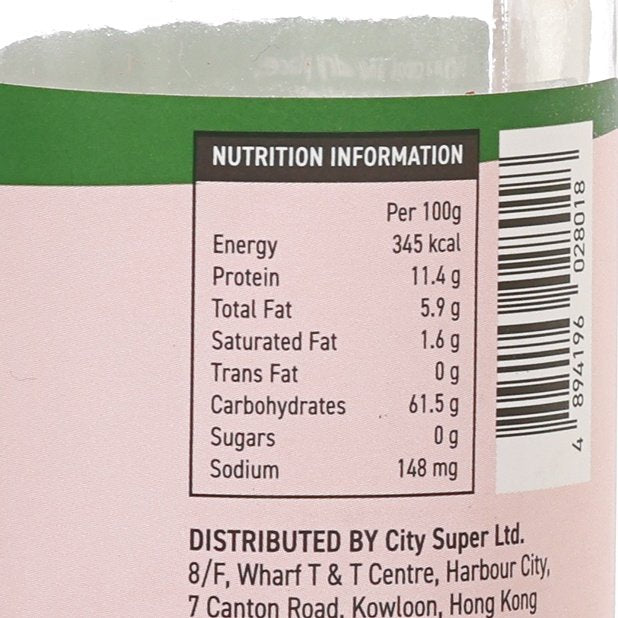 NUTRITION INFORMATION
Per 100g
Energy 345 kcal
Protein 11.4 g
Total Fat 5.9 g
Saturated Fat 1.6 g
Trans Fat 0 g
Carbohydrates 61.5 g
Sugars 0 g
Sodium 148 mg
DISTRIBUTED BY City Super Ltd.
8/F, Wharf T & T Centre, Harbour City,
7 Canton Road, Kowloon, Hong Kong
4 894196 028018